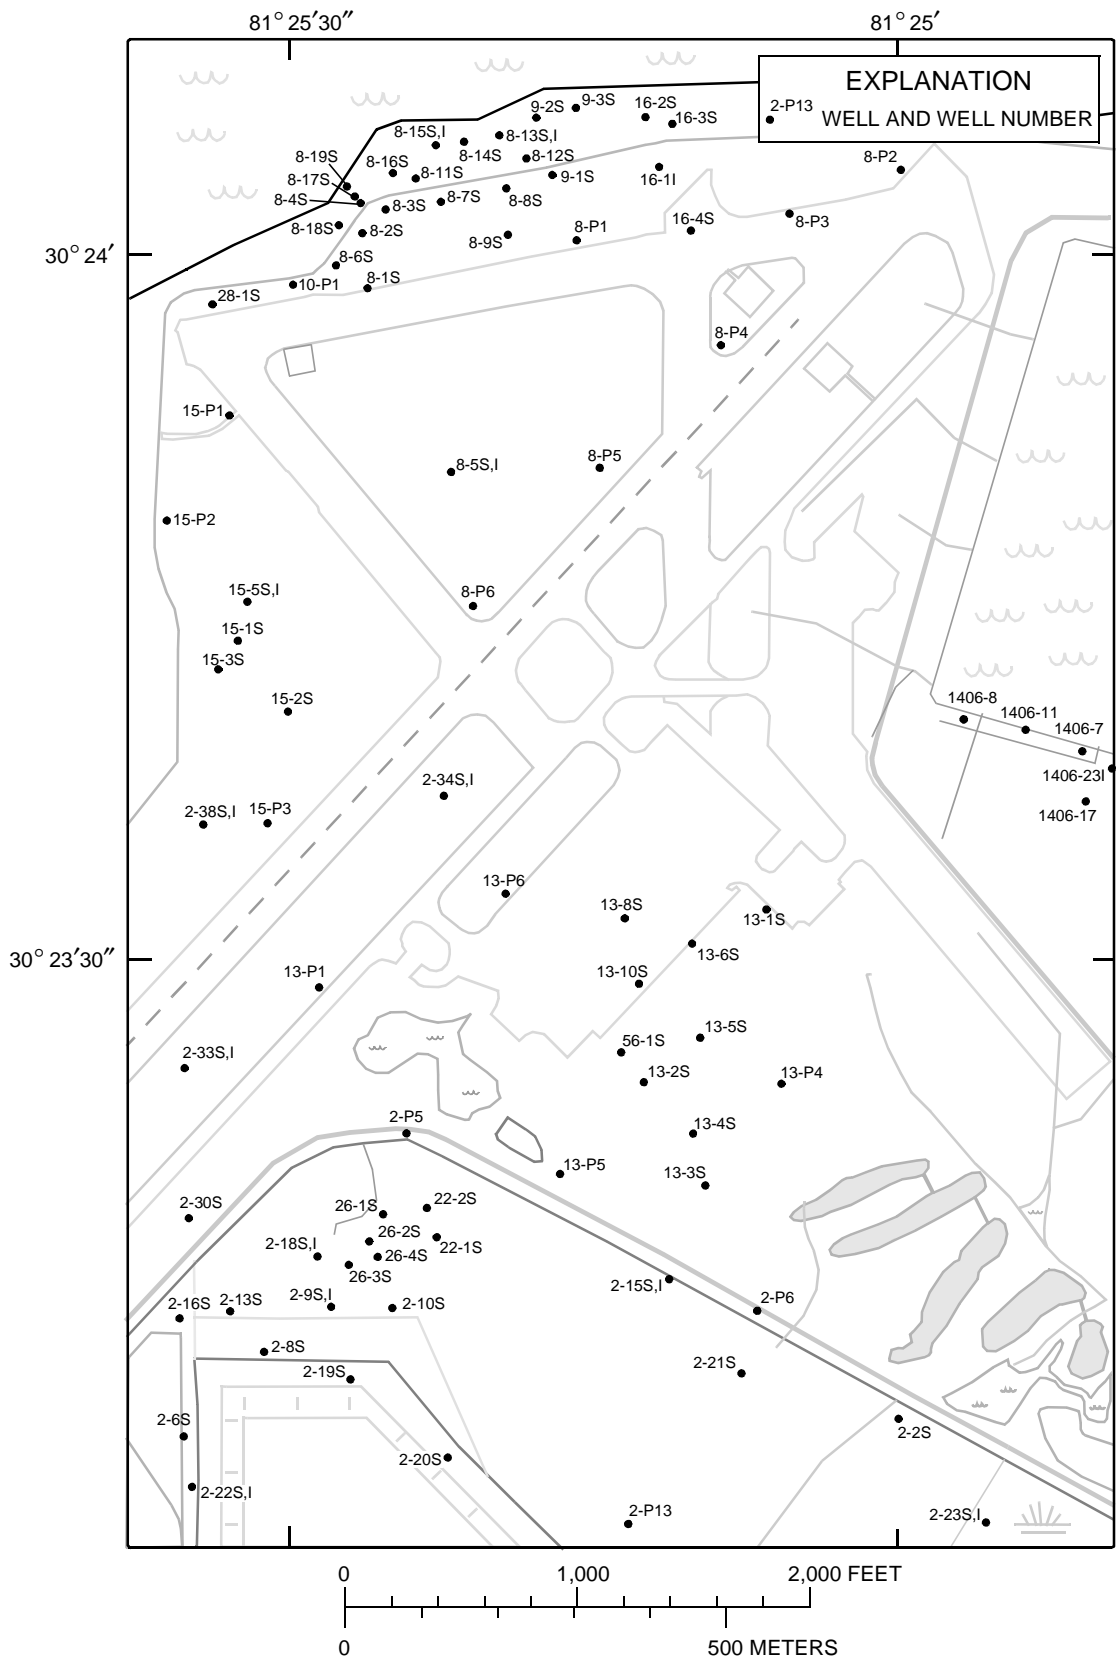 81° 25′30″
81° 25′
EXPLANATION
2-P13
WELL AND WELL NUMBER
9-2S
9-3S
16-2S
16-3S
8-15S,I
8-13S,I
8-14S
8-12S
8-19S
8-16S
8-11S
8-17S
9-1S
16-1I
8-P2
8-4S
8-3S
8-7S
8-8S
8-18S
8-2S
8-9S
8-P1
16-4S
8-P3
30° 24′
8-6S
10-P1
8-1S
28-1S
8-P4
15-P1
8-5S,I
8-P5
15-P2
15-5S,I
8-P6
15-1S
15-3S
15-2S
1406-8
1406-11
1406-7
1406-23I
1406-17
2-34S,I
2-38S,I
15-P3
13-P6
13-8S
13-1S
13-6S
30° 23′30″
13-P1
13-10S
13-5S
56-1S
2-33S,I
13-2S
13-P4
2-P5
13-4S
13-P5
13-3S
2-30S
26-1S
22-2S
26-2S
2-18S,I
22-1S
26-4S
26-3S
2-15S,I
2-9S,I
2-16S
2-13S
2-10S
2-P6
2-8S
2-19S
2-21S
2-6S
2-2S
2-20S
2-22S,I
2-P13
2-23S,I
0
1,000
2,000 FEET
0
500 METERS